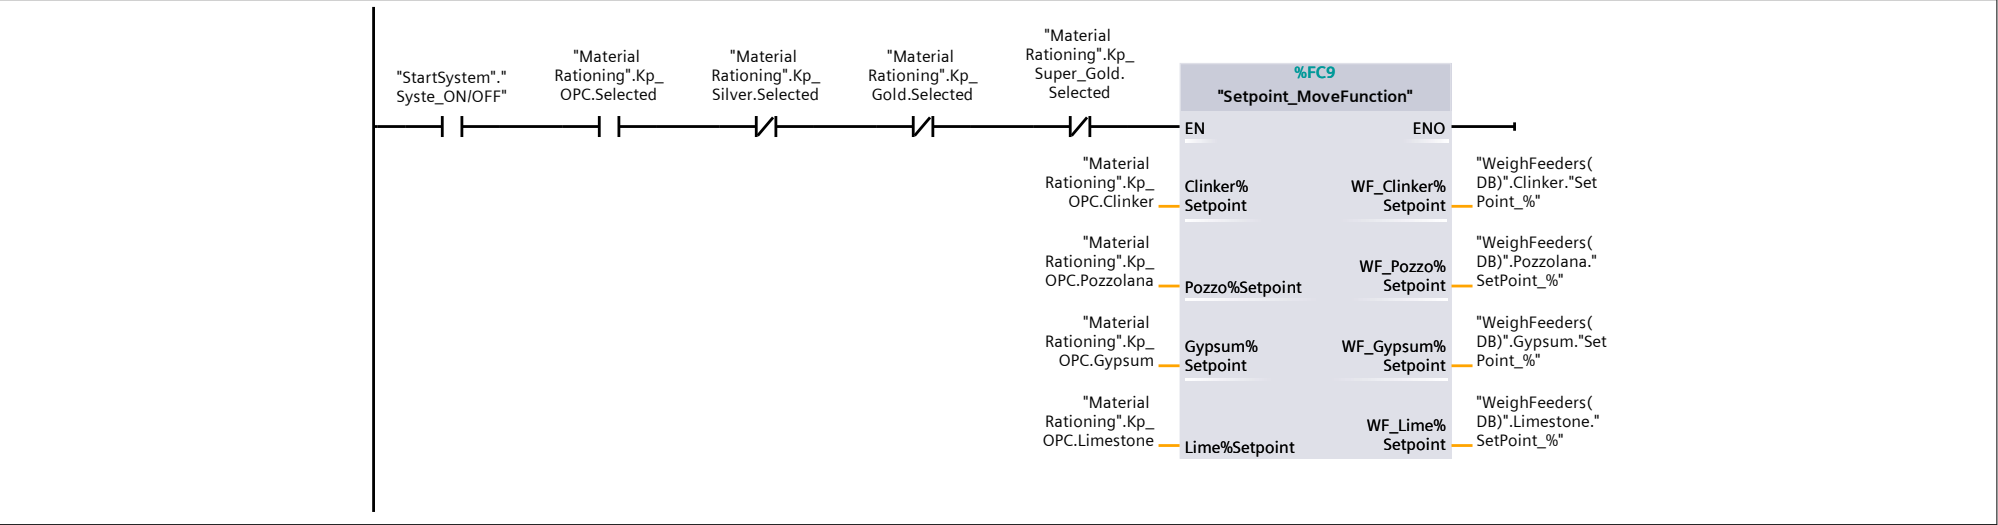 "StartSystem"."
Syste_ON/OFF"
"Material
Rationing".Kp_
OPC.Selected
"Material
Rationing".Kp_
Silver.Selected
"Material
Rationing".Kp_
Gold.Selected
"Material
Rationing".Kp_
Super_Gold.
Selected
%FC9
"Setpoint_MoveFunction"
EN
ENO
"Material
Rationing".Kp_
OPC.Clinker
Clinker%
Setpoint
WF_Clinker%
Setpoint
"WeighFeeders(
DB)".Clinker."Set
Point_%"
"Material
Rationing".Kp_
OPC.Pozzolana
Pozzo%Setpoint
WF_Pozzo%
Setpoint
"WeighFeeders(
DB)".Pozzolana."
SetPoint_%"
"Material
Rationing".Kp_
OPC.Gypsum
Gypsum%
Setpoint
WF_Gypsum%
Setpoint
"WeighFeeders(
DB)".Gypsum."Set
Point_%"
"Material
Rationing".Kp_
OPC.Limestone
Lime%Setpoint
WF_Lime%
Setpoint
"WeighFeeders(
DB)".Limestone."
SetPoint_%"